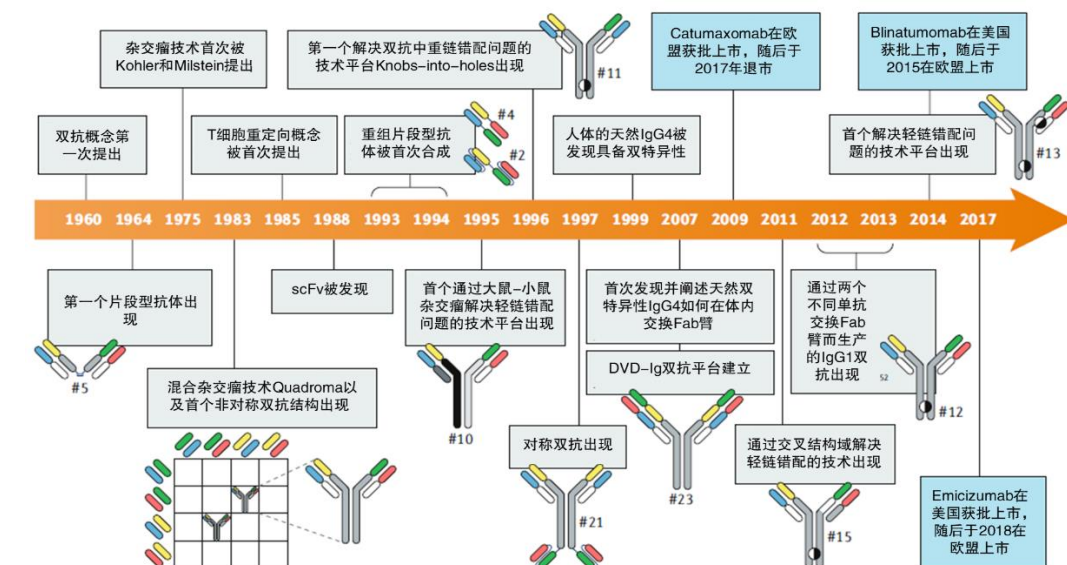 杂交瘤技术首次被
Kohler和Milstein提出
第一个解决双抗中重链错配问题的
技术平台Knobs-into-holes出现
#11
Catumaxomab在欧
盟获批上市，随后于
2017年退市
Blinatumomab在美国
获批上市，随后于
2015在欧盟上市
双抗概念第
一次提出
T细胞重定向概念
被首次提出
重组片段型抗
体被首次合成
#4
#2
人体的天然IgG4被
发现具备双特异性
首个解决轻链错配问
题的技术平台出现
#13
1960 1964 1975 1983 1985 1988 1993 1994 1995 1996 1997 1999 2007 2009 2011 2012 2013 2014 2017
第一个片段型抗体出
现
#5
scFv被发现
首个通过大鼠-小鼠
杂交瘤解决轻链错配
问题的技术平台出现
#10
首次发现并阐述天然双
特异性IgG4如何在体内
交换Fab臂
DVD-Ig双抗平台建立
#23
通过两个
不同单抗
交换Fab
臂而生产
的IgG1双
抗出现
52
#12
混合杂交瘤技术Quadroma以
及首个非对称双抗结构出现
对称双抗出现
#21
通过交叉结构域解决
轻链错配的技术出现
#15
Emicizumab在
美国获批上市，
随后于2018在
欧盟上市